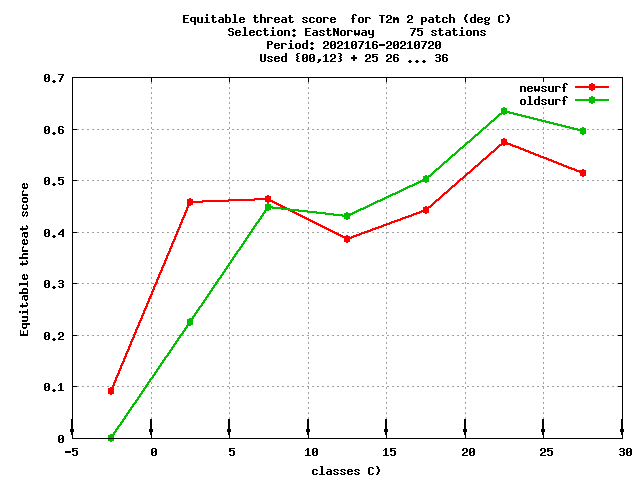 Equitable threat score  for T2m 2 patch (deg C)
Selection: EastNorway     75 stations
Period: 20210716-20210720
Used {00,12} + 25 26 ... 36
newsurf
oldsurf
0.7
0.6
0.5
0.4
0.3
0.2
0.1
0
Equitable threat score
-5 0 5 10 15 20 25 30
classes C)